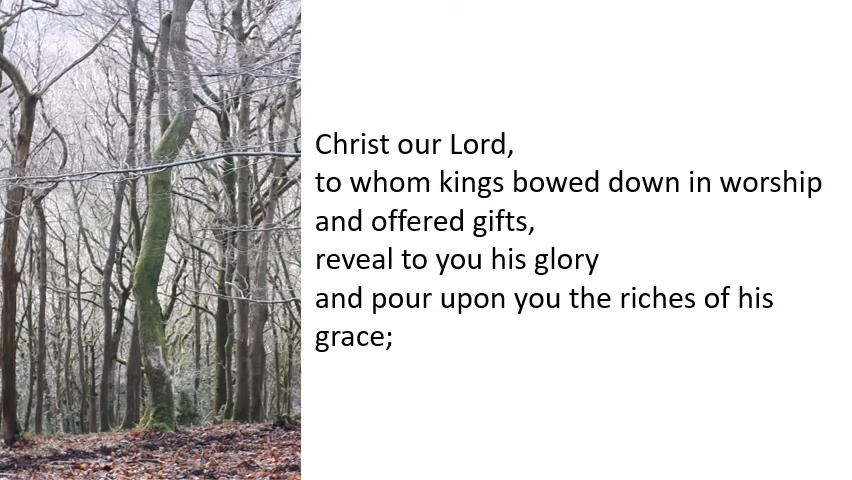 Christ our Lord,
to whom kings bowed down in worship
and offered gifts,
reveal to you his glory
and pour upon you the riches of his
grace;